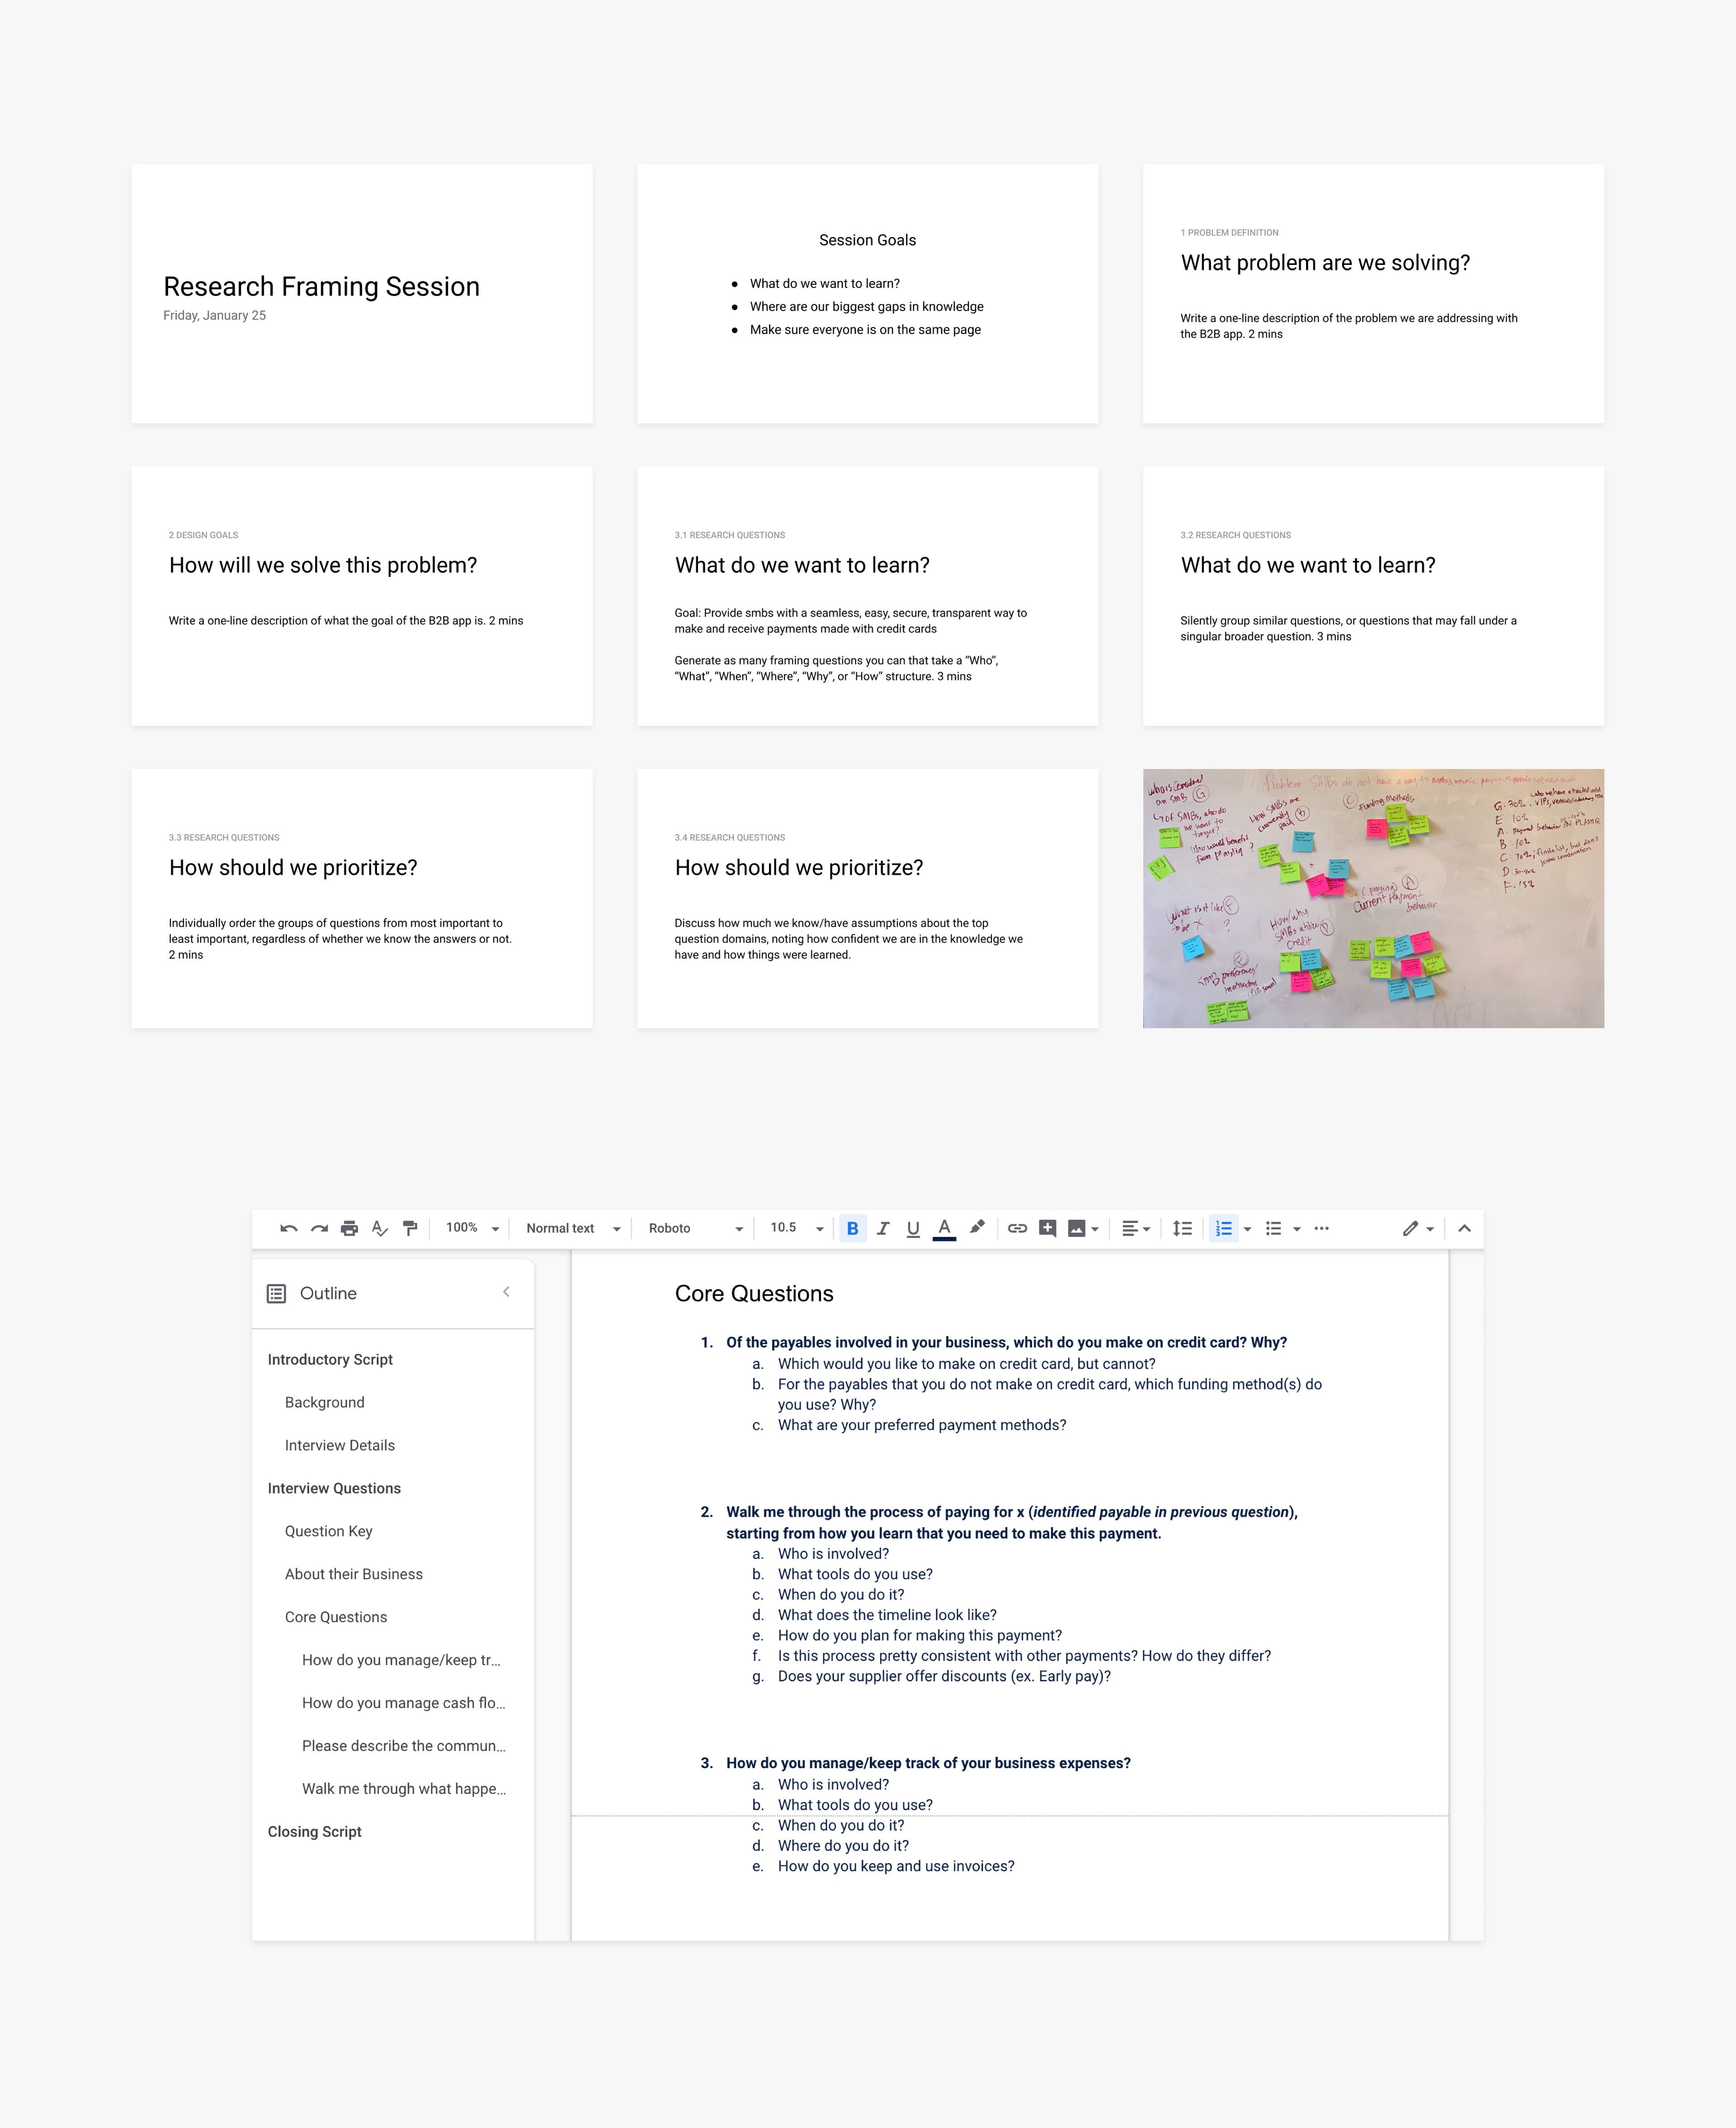 Research Framing Session
Friday, January 25
Session Goals
● What do we want to learn?
● Where are our biggest gaps in knowledge
● Make sure everyone is on the same page
1 PROBLEM DEFINITION
What problem are we solving?
Write a one-line description of the problem we are addressing with
the B2B app. 2 mins
2 DESIGN GOALS
How will we solve this problem?
Write a one-line description of what the goal of the B2B app is. 2 mins
3.1 RESEARCH QUESTIONS
What do we want to learn?
Goal: Provide smbs with a seamless, easy, secure, transparent way to
make and receive payments made with credit cards
Generate as many framing questions you can that take a “Who”,
“What”, “When”, “Where”, “Why”, or “How” structure. 3 mins
3.2 RESEARCH QUESTIONS
What do we want to learn?
Silently group similar questions, or questions that may fall under a
singular broader question. 3 mins
3.3 RESEARCH QUESTIONS
How should we prioritize?
Individually order the groups of questions from most important to
least important, regardless of whether we know the answers or not.
2 mins
3.4 RESEARCH QUESTIONS
How should we prioritize?
Discuss how much we know/have assumptions about the top
question domains, noting how confident we are in the knowledge we
have and how things were learned.
Problem: SMBs do not have a way to
who is considered
an SMB G
of SMBs, who do
we want to
target?
Who would benefit
from plastiq?
How SMBs are
currently
paid B
C Funding Methods
G: 30%
E 10%
A
B: 10%
C 70%
D: 30-40%
F: 15%
(paying) A
Current payment
behavior
What is it like F
to be X ?
How/why
SMBs utilize D
credit
E
SMB preferences/
motivations
100%
Normal text
Roboto
10.5
B I U A
Outline
Introductory Script
Background
Interview Details
Interview Questions
Question Key
About their Business
Core Questions
How do you manage/keep tr...
How do you manage cash flo...
Please describe the commun...
Walk me through what happe...
Closing Script
Core Questions
1. Of the payables involved in your business, which do you make on credit card? Why?
a. Which would you like to make on credit card, but cannot?
b. For the payables that you do not make on credit card, which funding method(s) do
you use? Why?
c. What are your preferred payment methods?
2. Walk me through the process of paying for x (identified payable in previous question),
starting from how you learn that you need to make this payment.
a. Who is involved?
b. What tools do you use?
c. When do you do it?
d. What does the timeline look like?
e. How do you plan for making this payment?
f. Is this process pretty consistent with other payments? How do they differ?
g. Does your supplier offer discounts (ex. Early pay)?
3. How do you manage/keep track of your business expenses?
a. Who is involved?
b. What tools do you use?
c. When do you do it?
d. Where do you do it?
e. How do you keep and use invoices?